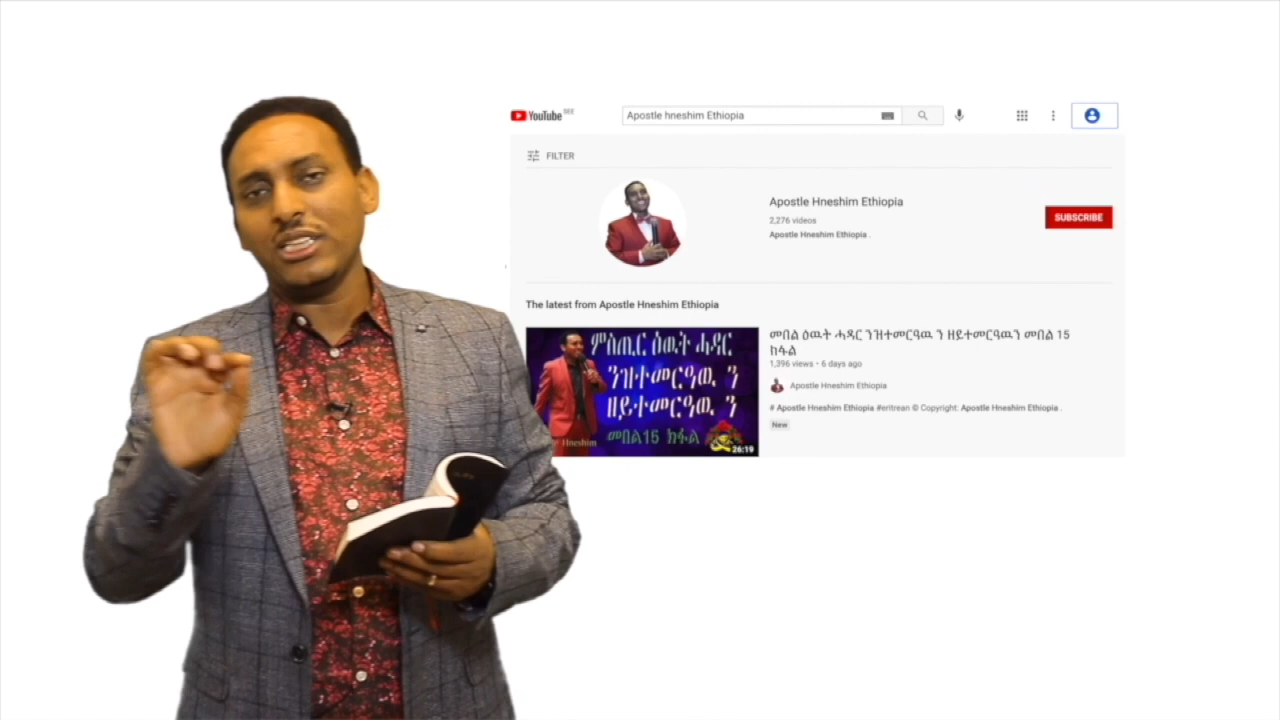 YouTube SEE
Apostle hneshim Ethiopia
FILTER
Apostle Hneshim Ethiopia
2,276 videos
Apostle Hneshim Ethiopia .
SUBSCRIBE
The latest from Apostle Hneshim Ethiopia
ምስጢር ዕዉት ሓዳር
ንዝተመርዓዉ ን
ዘይተመርዓዉ ን
መበል15 ክፋል
Hneshim
26:19
መበል ዕዉት ሓዳር ንዝተመርዓዉ ን ዘይተመርዓዉን መበል 15
ክፋል
1,396 views • 6 days ago
Apostle Hneshim Ethiopia
# Apostle Hneshim Ethiopia #eritrean © Copyright: Apostle Hneshim Ethiopia .
New